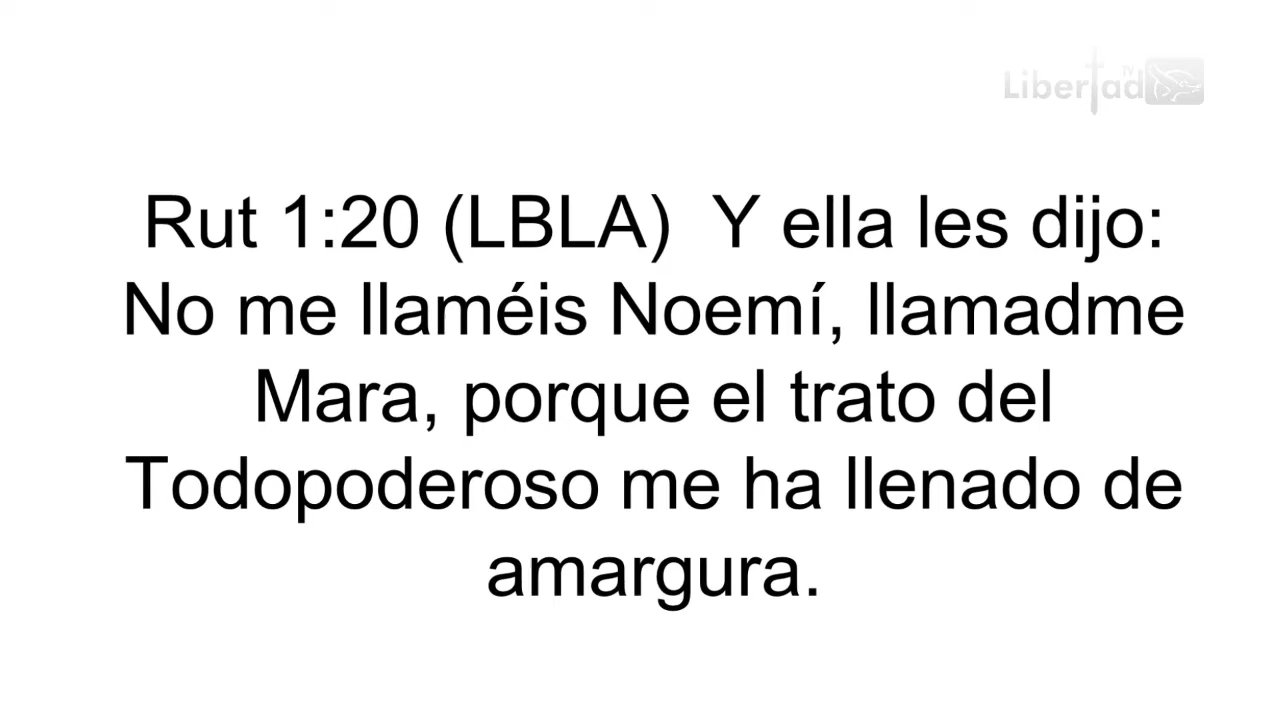 Libertad TV
Rut 1:20 (LBLA)  Y ella les dijo:
No me llaméis Noemí, llamadme
Mara, porque el trato del
Todopoderoso me ha llenado de
amargura.